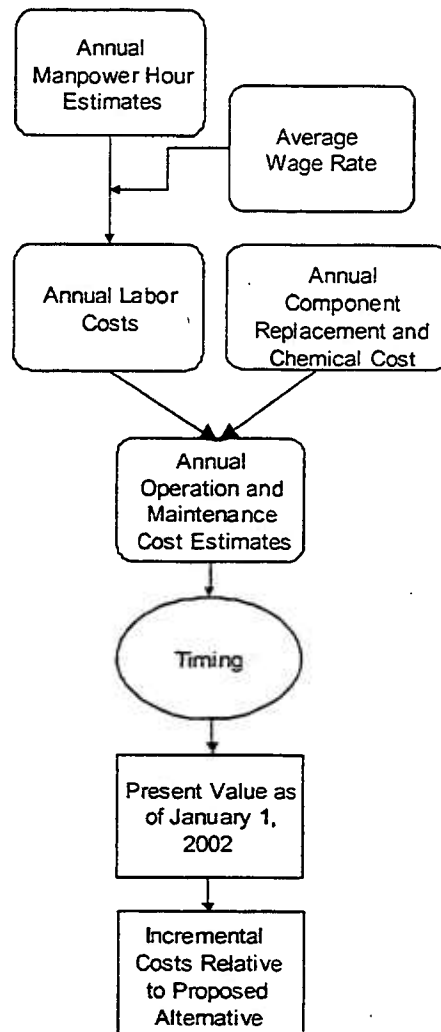 Annual
Manpower Hour
Estimates
Average
Wage Rate
Annual Labor
Costs
Annual
Component
Replacement and
Chemical Cost
Annual
Operation and
Maintenance
Cost Estimates
Timing
Present Value as
of January 1,
2002
Incremental
Costs Relative
to Proposed
Alternative